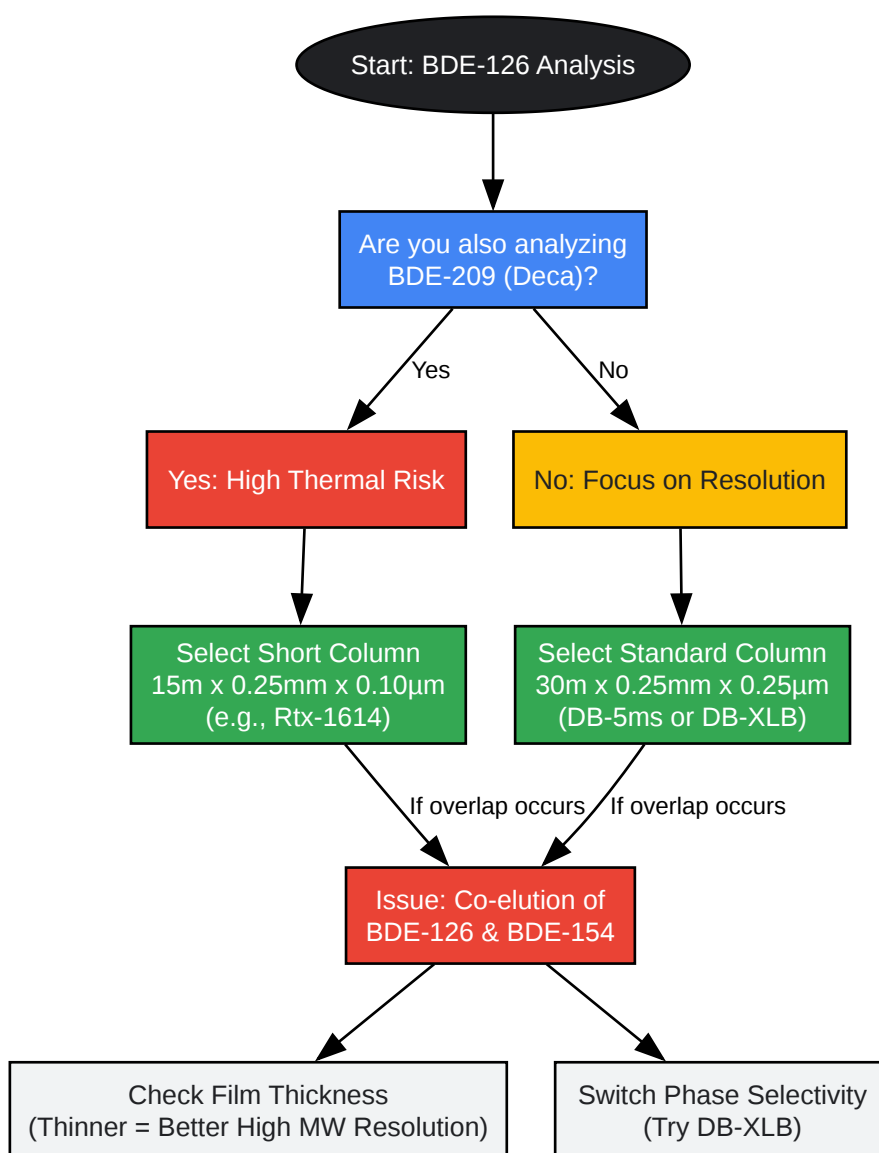 Start: BDE-126 Analysis
Are you also analyzing
BDE-209 (Deca)?
Yes
No
Yes: High Thermal Risk
No: Focus on Resolution
Select Short Column
15m x 0.25mm x 0.10µm
(e.g., Rtx-1614)
Select Standard Column
30m x 0.25mm x 0.25µm
(DB-5ms or DB-XLB)
If overlap occurs
If overlap occurs
Issue: Co-elution of
BDE-126 & BDE-154
Check Film Thickness
(Thinner = Better High MW Resolution)
Switch Phase Selectivity
(Try DB-XLB)